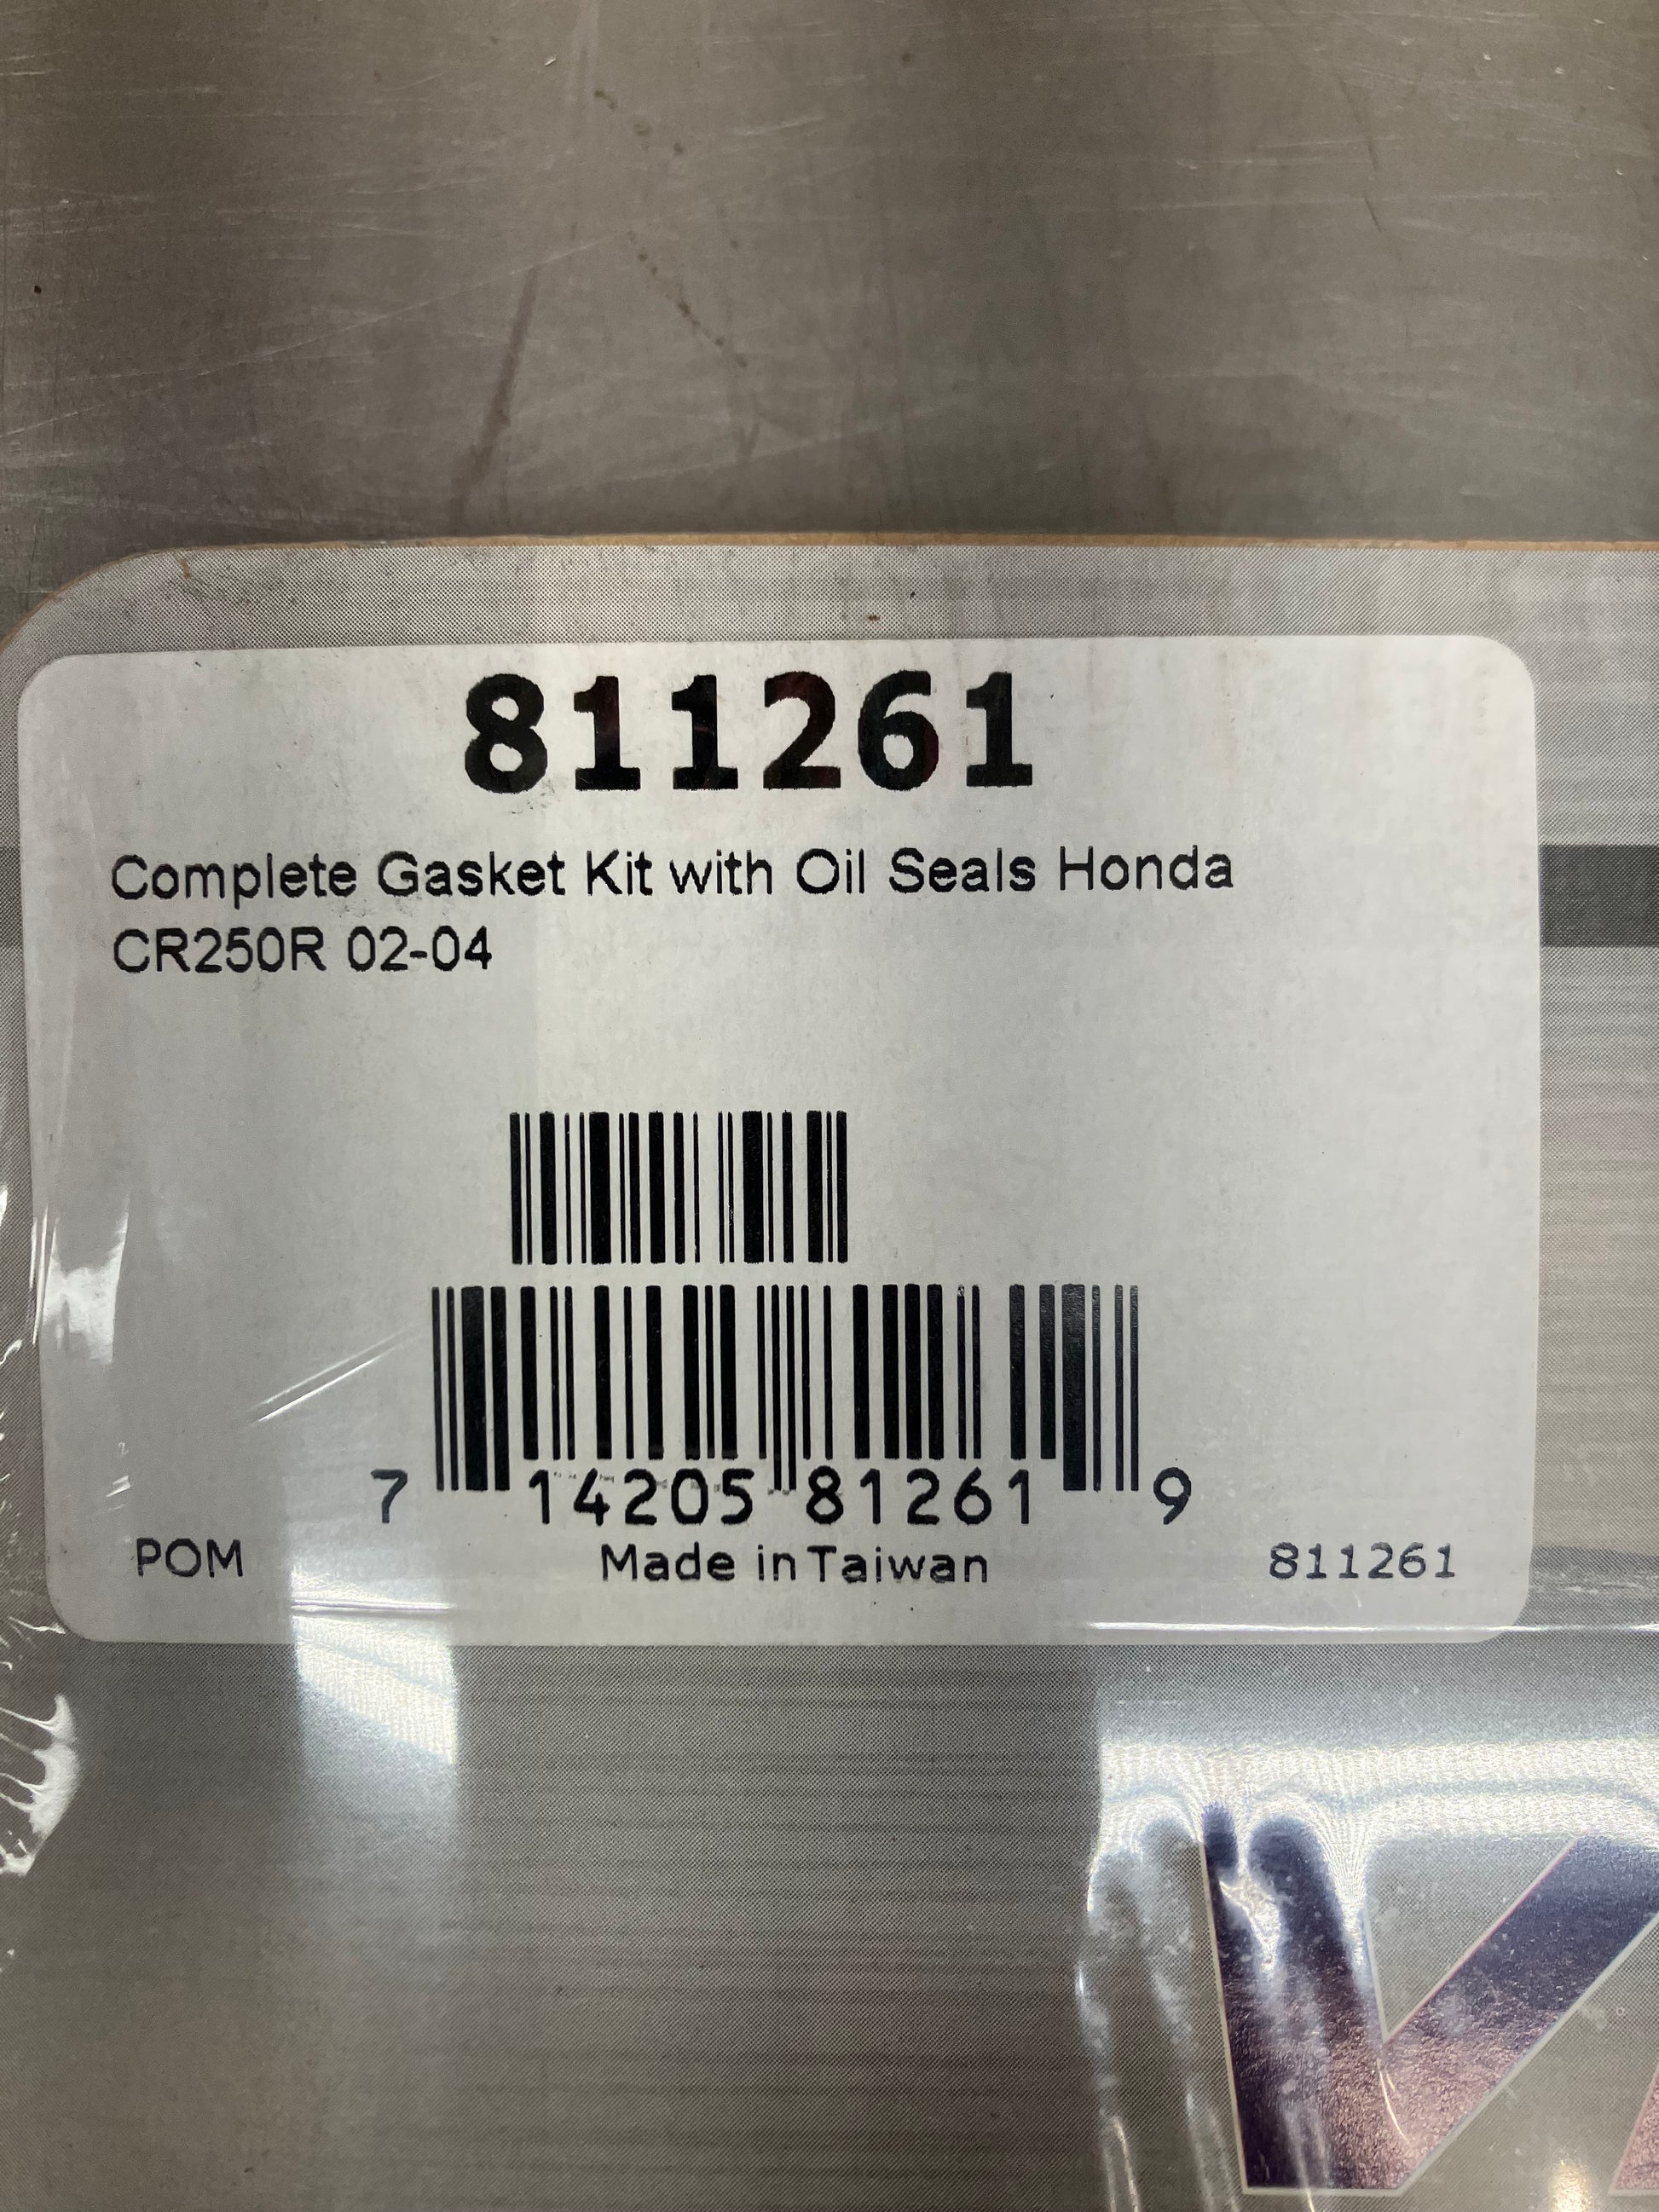 811261
Complete Gasket Kit with Oil Seals Honda
CR250R 02-04
7 14205 81261 9
POM Made in Taiwan 811261